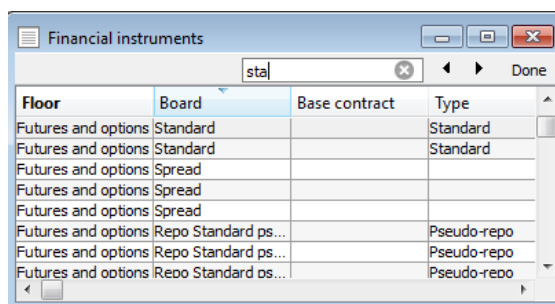 Financial instruments
sta
Done
Floor Board Base contract Type
Futures and options Standard Standard
Futures and options Standard Standard
Futures and options Spread
Futures and options Spread
Futures and options Spread
Futures and options Repo Standard ps... Pseudo-repo
Futures and options Repo Standard ps... Pseudo-repo
Futures and options Repo Standard ps... Pseudo-repo